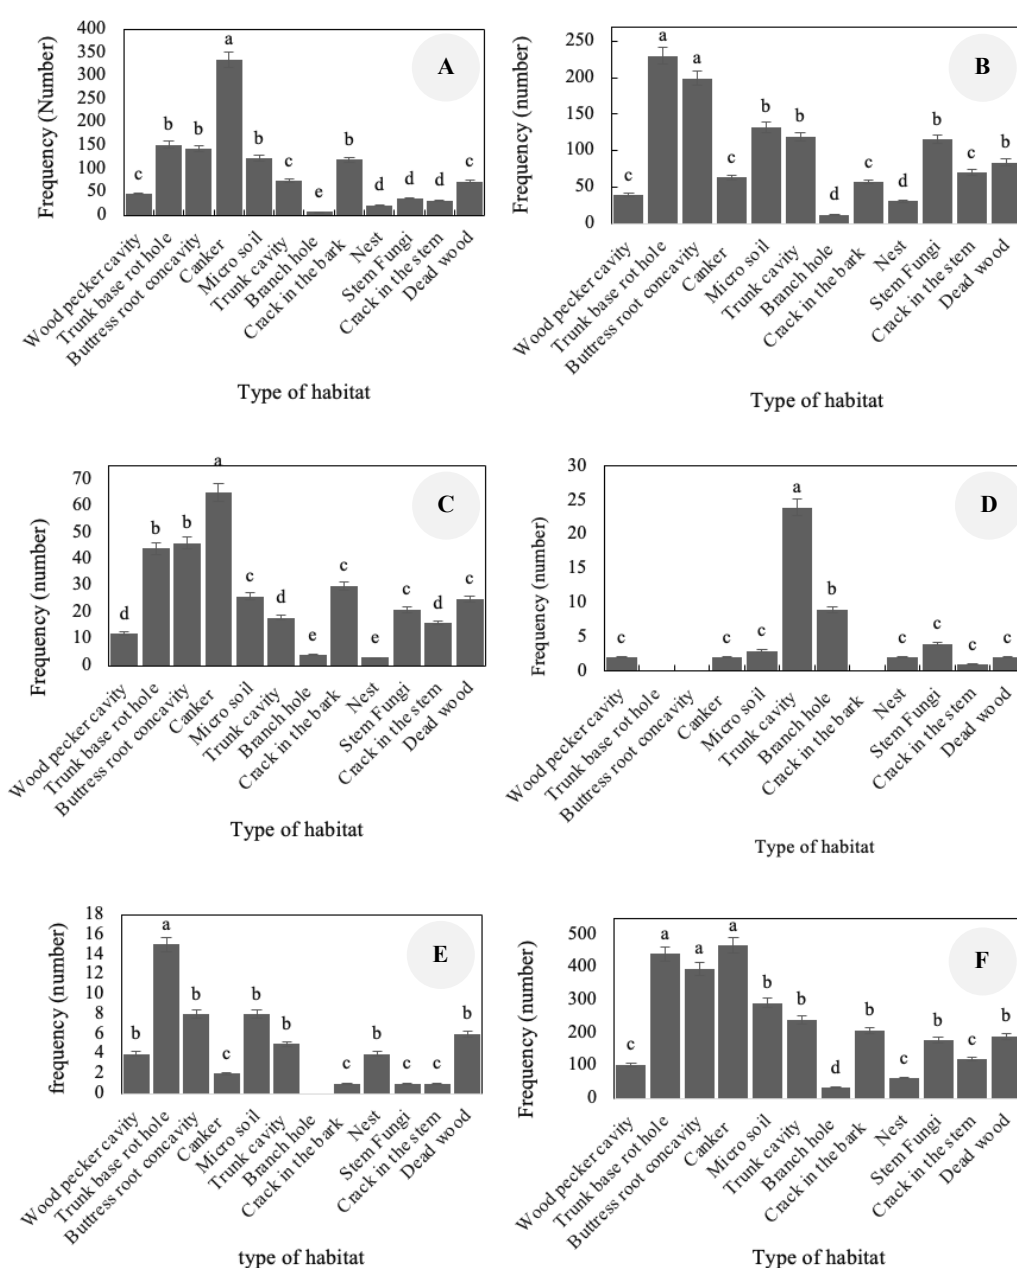 400
350
300
250
200
150
100
50
0
Frequency (Number)
a
b
b
b
b
c
c
c
d
d
d
e
A
Wood pecker cavity
Trunk base rot hole
Buttress root concavity
Canker
Micro soil
Trunk cavity
Branch hole
Crack in the bark
Nest
Stem Fungi
Crack in the stem
Dead wood
Type of habitat
250
200
150
100
50
0
Frequency (number)
a
a
b
b
b
b
c
c
c
c
d
d
B
Wood pecker cavity
Trunk base rot hole
Buttress root concavity
Canker
Micro soil
Trunk cavity
Branch hole
Crack in the bark
Nest
Stem Fungi
Crack in the stem
Dead wood
Type of habitat
70
60
50
40
30
20
10
0
Frequency (number)
a
b
b
c
c
c
c
d
d
d
e
e
C
Wood pecker cavity
Trunk base rot hole
Buttress root concavity
Canker
Micro soil
Trunk cavity
Branch hole
Crack in the bark
Nest
Stem Fungi
Crack in the stem
Dead wood
Type of habitat
30
25
20
15
10
5
0
Frequency (number)
a
b
c
c
c
c
c
c
c
D
Wood pecker cavity
Trunk base rot hole
Buttress root concavity
Canker
Micro soil
Trunk cavity
Branch hole
Crack in the bark
Nest
Stem Fungi
Crack in the stem
Dead wood
Type of habitat
18
16
14
12
10
8
6
4
2
0
frequency (number)
a
b
b
b
b
b
b
c
c
c
c
E
Wood pecker cavity
Trunk base rot hole
Buttress root concavity
Canker
Micro soil
Trunk cavity
Branch hole
Crack in the bark
Nest
Stem Fungi
Crack in the stem
Dead wood
type of habitat
500
400
300
200
100
0
Frequency (number)
a
a
a
b
b
b
b
b
c
c
c
d
F
Wood pecker cavity
Trunk base rot hole
Buttress root concavity
Canker
Micro soil
Trunk cavity
Branch hole
Crack in the bark
Nest
Stem Fungi
Crack in the stem
Dead wood
Type of habitat